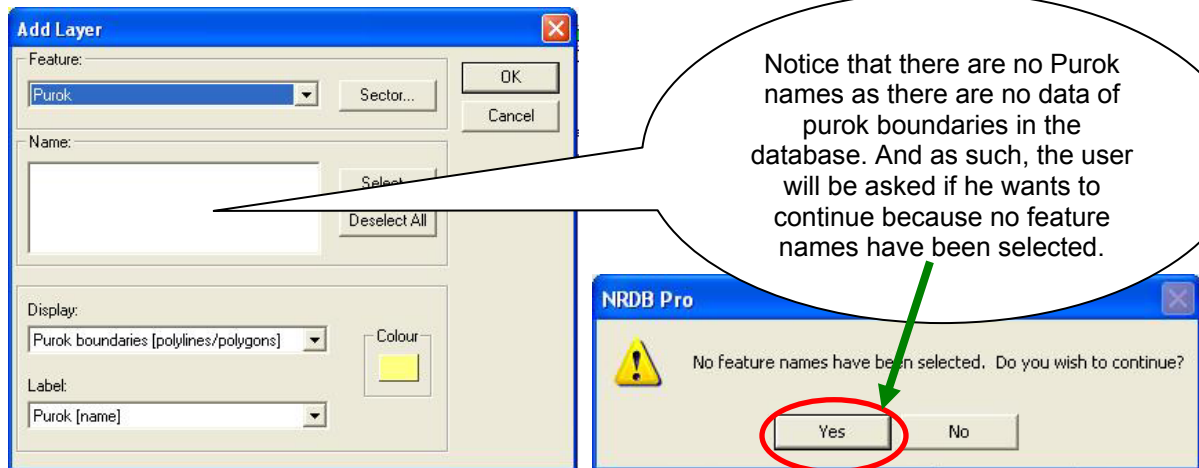 Add Layer
Feature:
Purok
Sector...
OK
Cancel
Name:
Select...
Deselect All
Display:
Purok boundaries [polylines/polygons]
Colour
Label:
Purok [name]
Notice that there are no Purok
names as there are no data of
purok boundaries in the
database. And as such, the user
will be asked if he wants to
continue because no feature
names have been selected.
NRDB Pro
No feature names have been selected. Do you wish to continue?
Yes
No